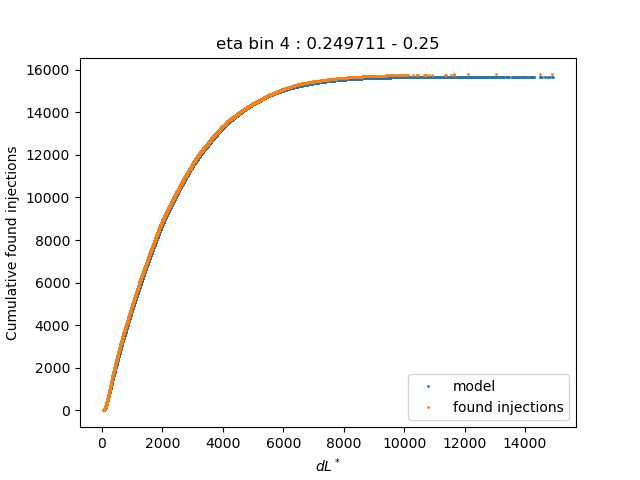 eta bin 4 : 0.249711 - 0.25
Cumulative found injections
16000
14000
12000
10000
8000
6000
4000
2000
0
0 2000 4000 6000 8000 10000 12000 14000
dL*
model
found injections